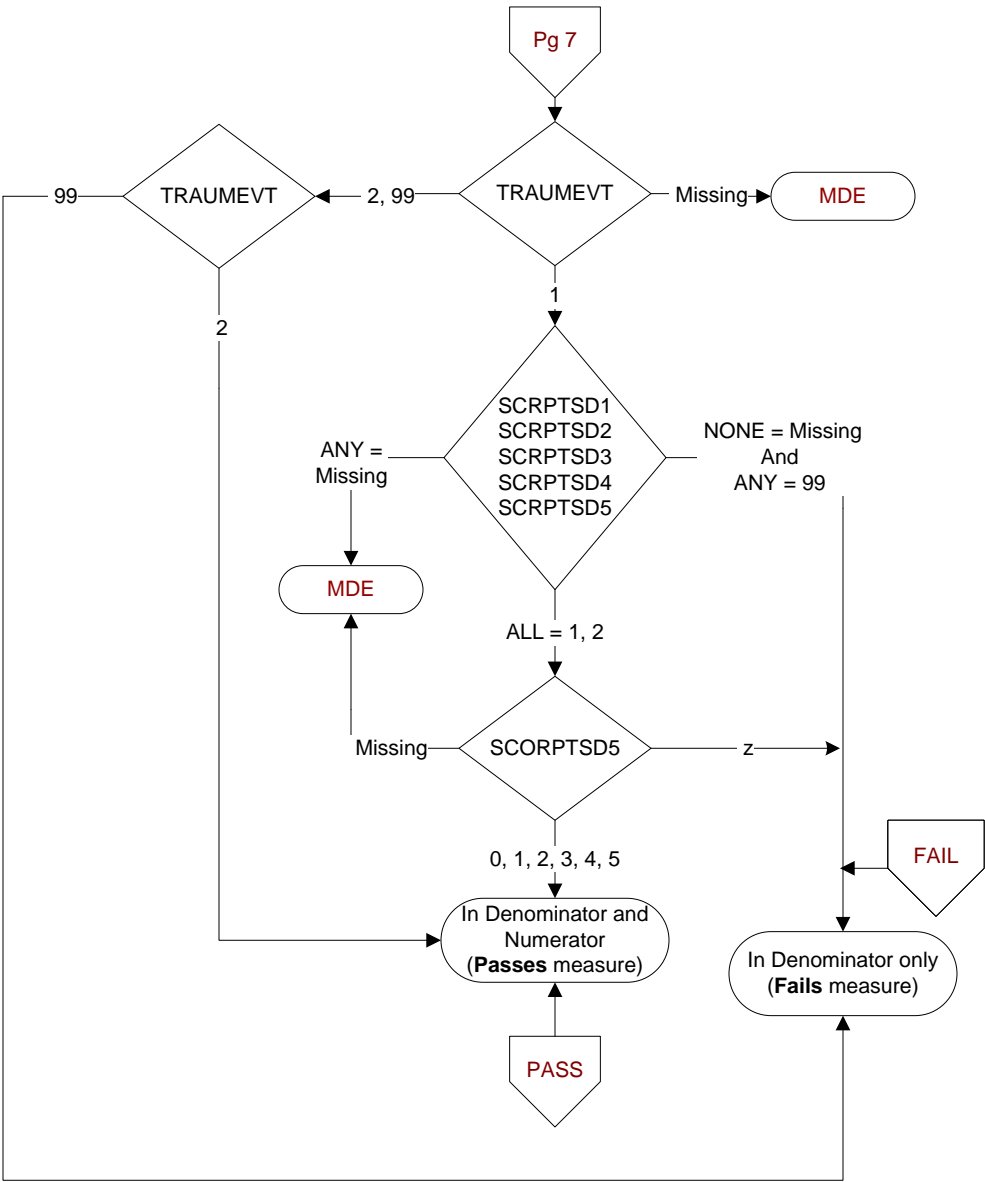 Pg 7
99
TRAUMEVT
2, 99
TRAUMEVT
Missing
MDE
1
2
SCRPTSD1
SCRPTSD2
SCRPTSD3
SCRPTSD4
SCRPTSD5
ANY =
Missing
NONE = Missing
And
ANY = 99
MDE
ALL = 1, 2
Missing
SCORPTSD5
z
0, 1, 2, 3, 4, 5
FAIL
In Denominator and
Numerator
(Passes measure)
In Denominator only
(Fails measure)
PASS